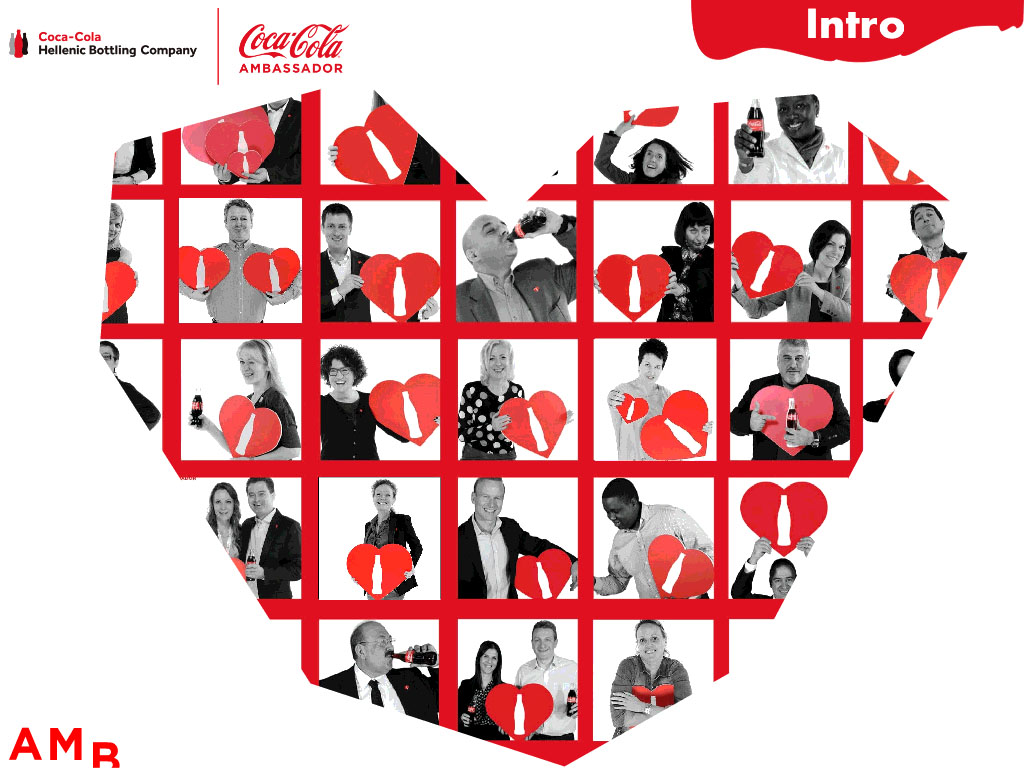 Coca-Cola
Hellenic Bottling Company
Coca-Cola
AMBASSADOR
Intro
AMB